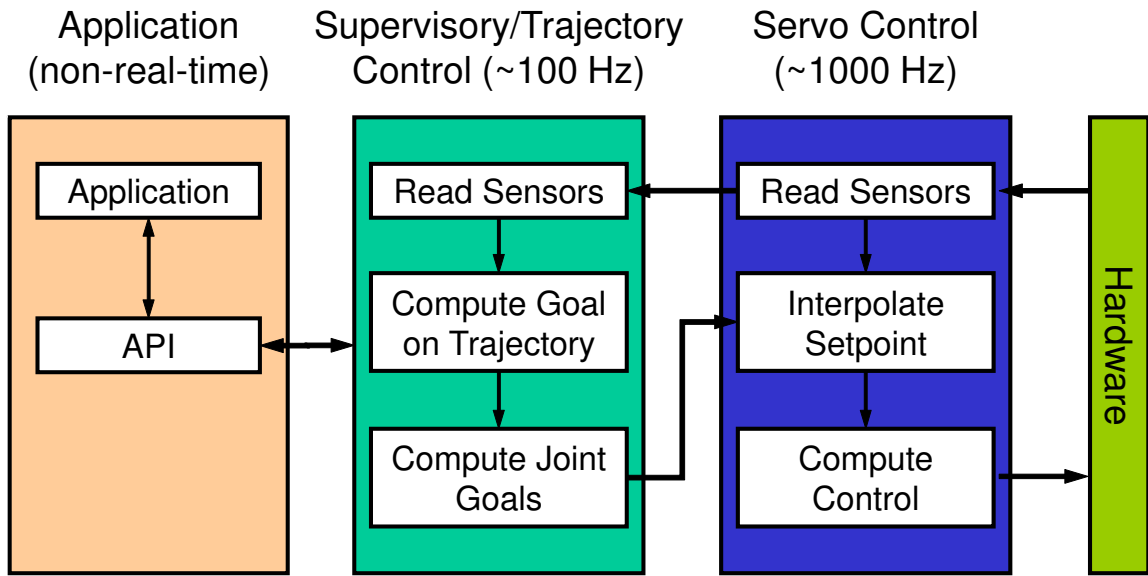 Application
(non-real-time)
Supervisory/Trajectory
Control (~100 Hz)
Servo Control
(~1000 Hz)
Application
API
Read Sensors
Compute Goal
on Trajectory
Compute Joint
Goals
Read Sensors
Interpolate
Setpoint
Compute
Control
Hardware